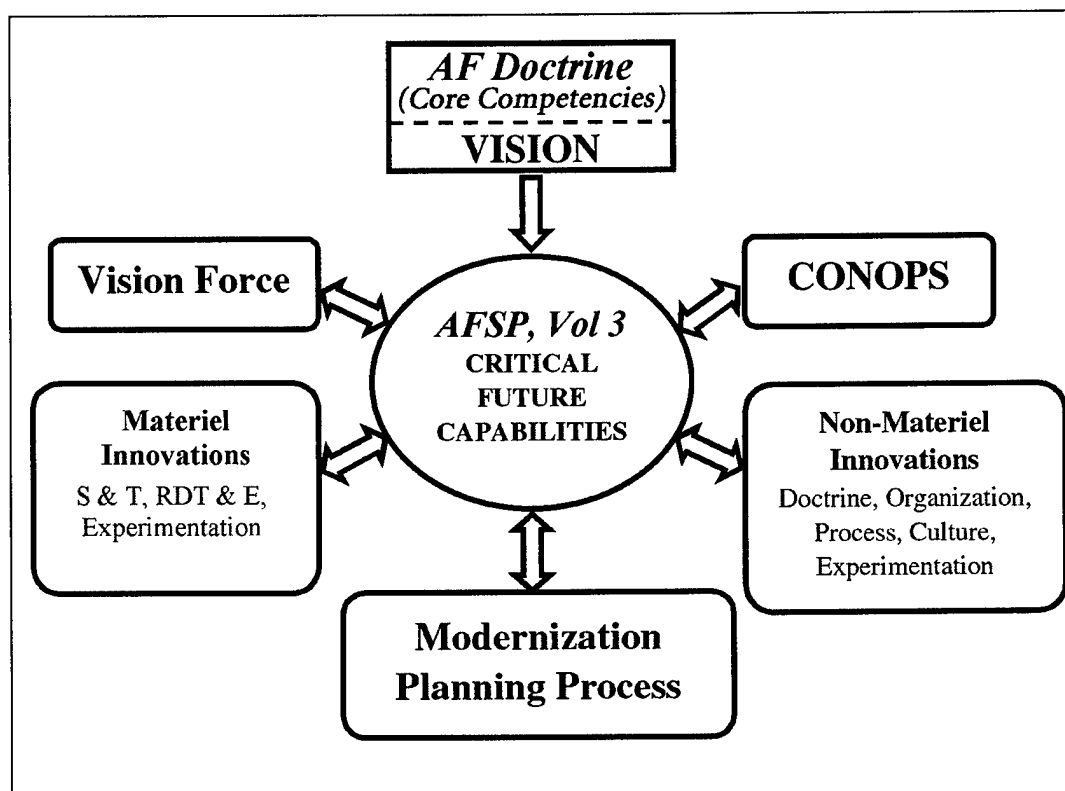 AF Doctrine
(Core Competencies)
VISION
Vision Force
CONOPS
AFSP, Vol 3
CRITICAL
FUTURE
CAPABILITIES
Materiel
Innovations
S & T, RDT & E,
Experimentation
Non-Materiel
Innovations
Doctrine, Organization,
Process, Culture,
Experimentation
Modernization
Planning Process